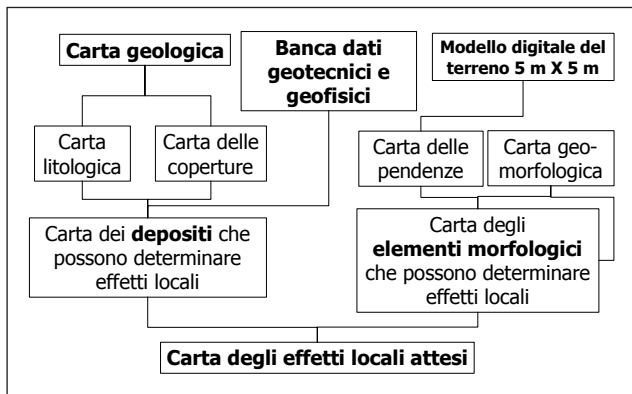 Carta geologica
Banca dati
geotecnici e
geofisici
Modello digitale del
terreno 5 m X 5 m
Carta
litologica
Carta delle
coperture
Carta delle
pendenze
Carta geo-
morfologica
Carta dei depositi che
possono determinare
effetti locali
Carta degli
elementi morfologici
che possono determinare
effetti locali
Carta degli effetti locali attesi